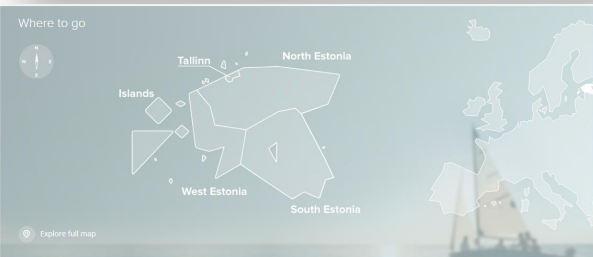 Where to go
N
W E
S
Tallinn
North Estonia
Islands
West Estonia
South Estonia
Explore full map